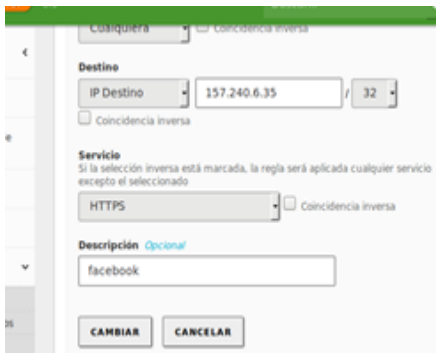 Cualquiera Coincidencia inversa
Destino
IP Destino 157.240.6.35 / 32
Coincidencia inversa
Servicio
Si la selección inversa está marcada, la regla será aplicada cualquier servicio
excepto el seleccionado
HTTPS Coincidencia inversa
Descripción Opcional
facebook
os
CAMBIAR CANCELAR